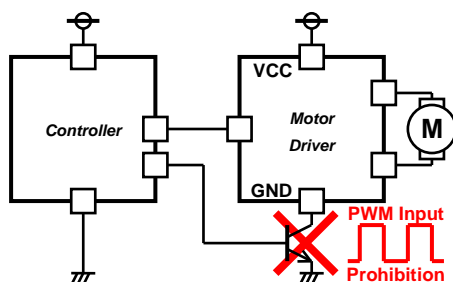 VCC
Controller
Motor
Driver
M
GND
PWM Input
Prohibition